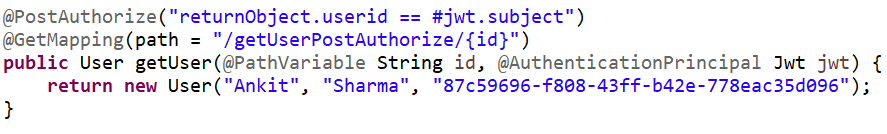 @PostAuthorize("returnObject.userid == #jwt.subject")
@GetMapping(path = "/getUserPostAuthorize/{id}")
public User getUser(@PathVariable String id, @AuthenticationPrincipal Jwt jwt) {
    return new User("Ankit", "Sharma", "87c59696-f808-43ff-b42e-778eac35d096");
}